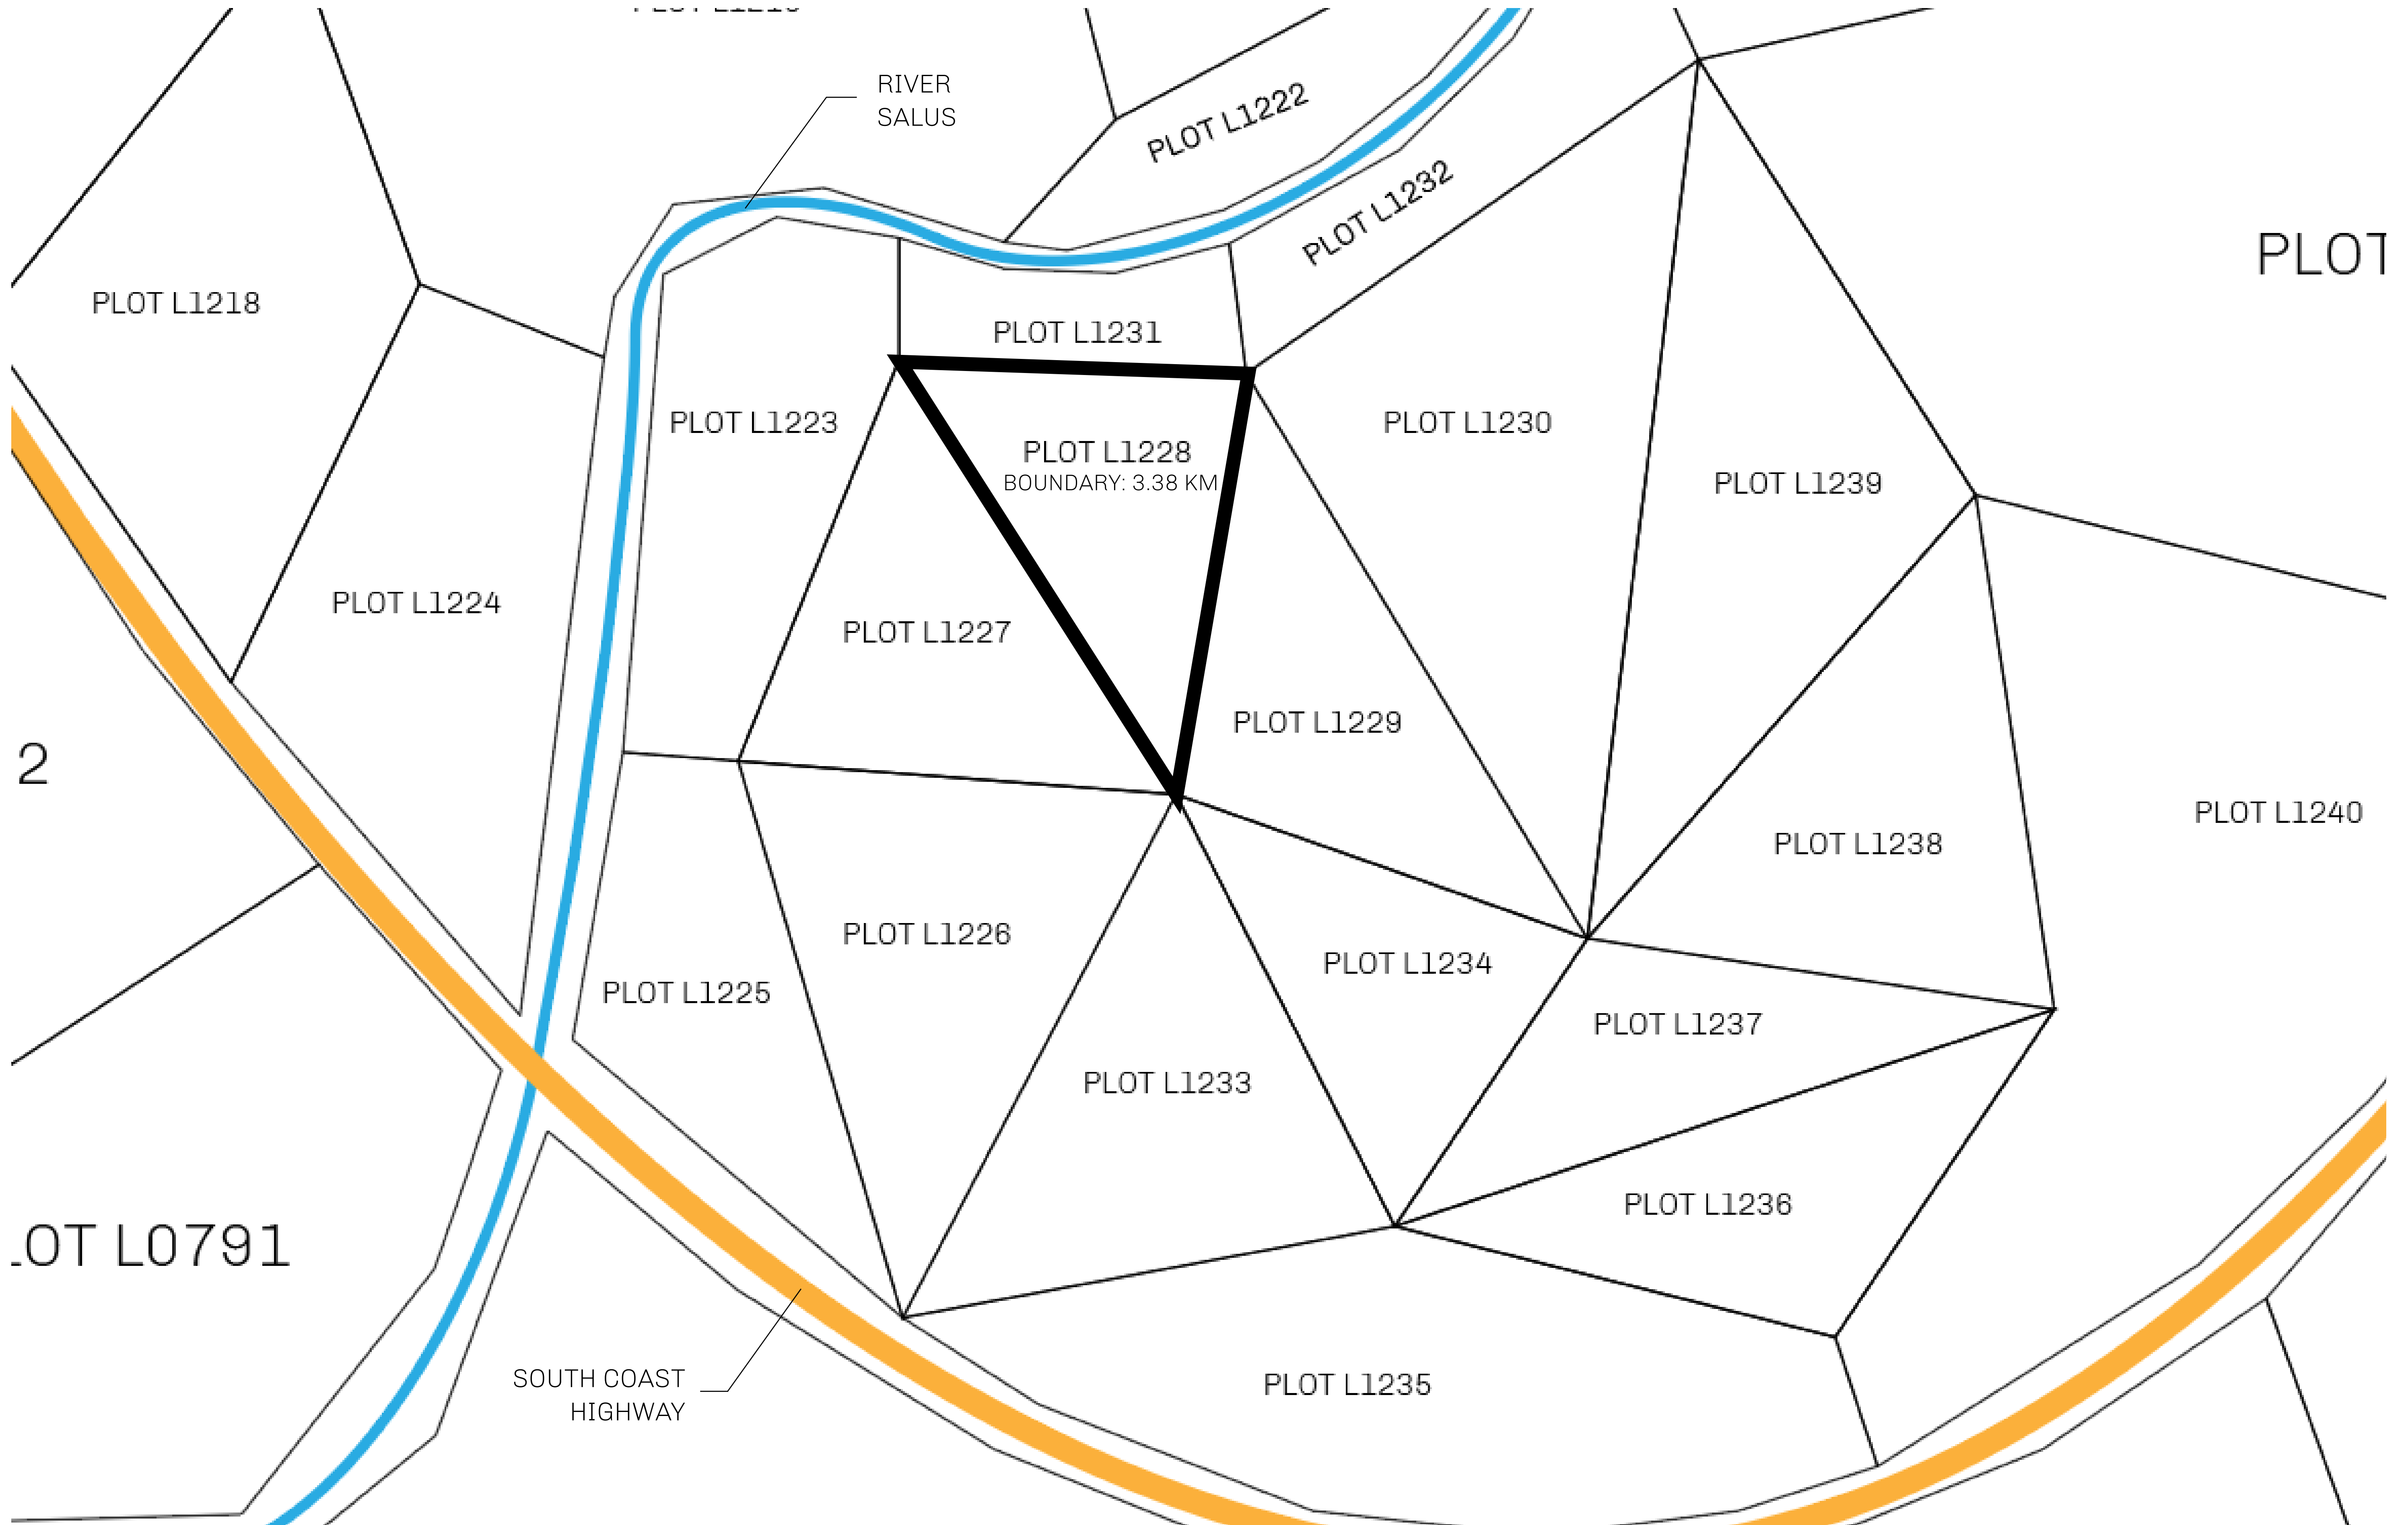 RIVER
SALUS
PLOT L1222
PLOT L1232
PLOT
PLOT L1218
PLOT L1231
PLOT L1223
PLOT L1228
BOUNDARY: 3.38 KM
PLOT L1230
PLOT L1239
PLOT L1224
PLOT L1227
PLOT L1229
2
PLOT L1240
PLOT L1238
PLOT L1226
PLOT L1234
PLOT L1225
PLOT L1237
PLOT L1233
PLOT L1236
LOT L0791
SOUTH COAST
HIGHWAY
PLOT L1235